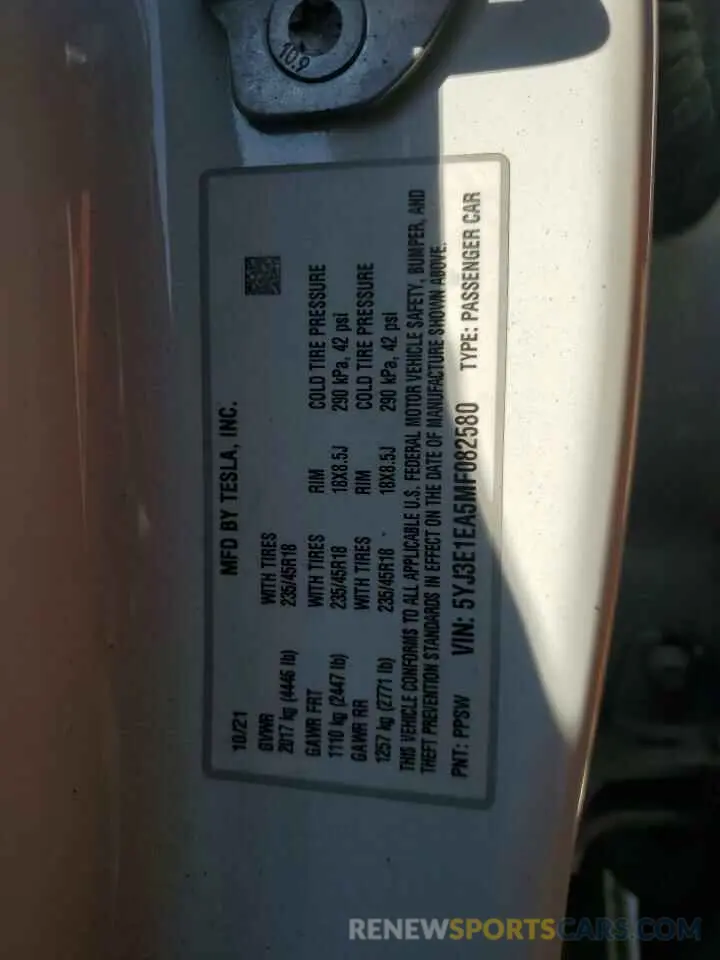 10.9
10/21 MFD BY TESLA, INC.
GVWR WITH TIRES
2017 kg (4446 lb) 235/45R18
GAWR FRT WITH TIRES RIM COLD TIRE PRESSURE
1110 kg (2447 lb) 235/45R18 18X8.5J 290 kPa, 42 psi
GAWR RR WITH TIRES RIM COLD TIRE PRESSURE
1257 kg (2771 lb) 235/45R18 18X8.5J 290 kPa, 42 psi
THIS VEHICLE CONFORMS TO ALL APPLICABLE U.S. FEDERAL MOTOR VEHICLE SAFETY, BUMPER, AND
THEFT PREVENTION STANDARDS IN EFFECT ON THE DATE OF MANUFACTURE SHOWN ABOVE.
PNT: PPSW VIN: 5YJ3E1EA5MF082580 TYPE: PASSENGER CAR
RENEWSPORTSCARS.COM